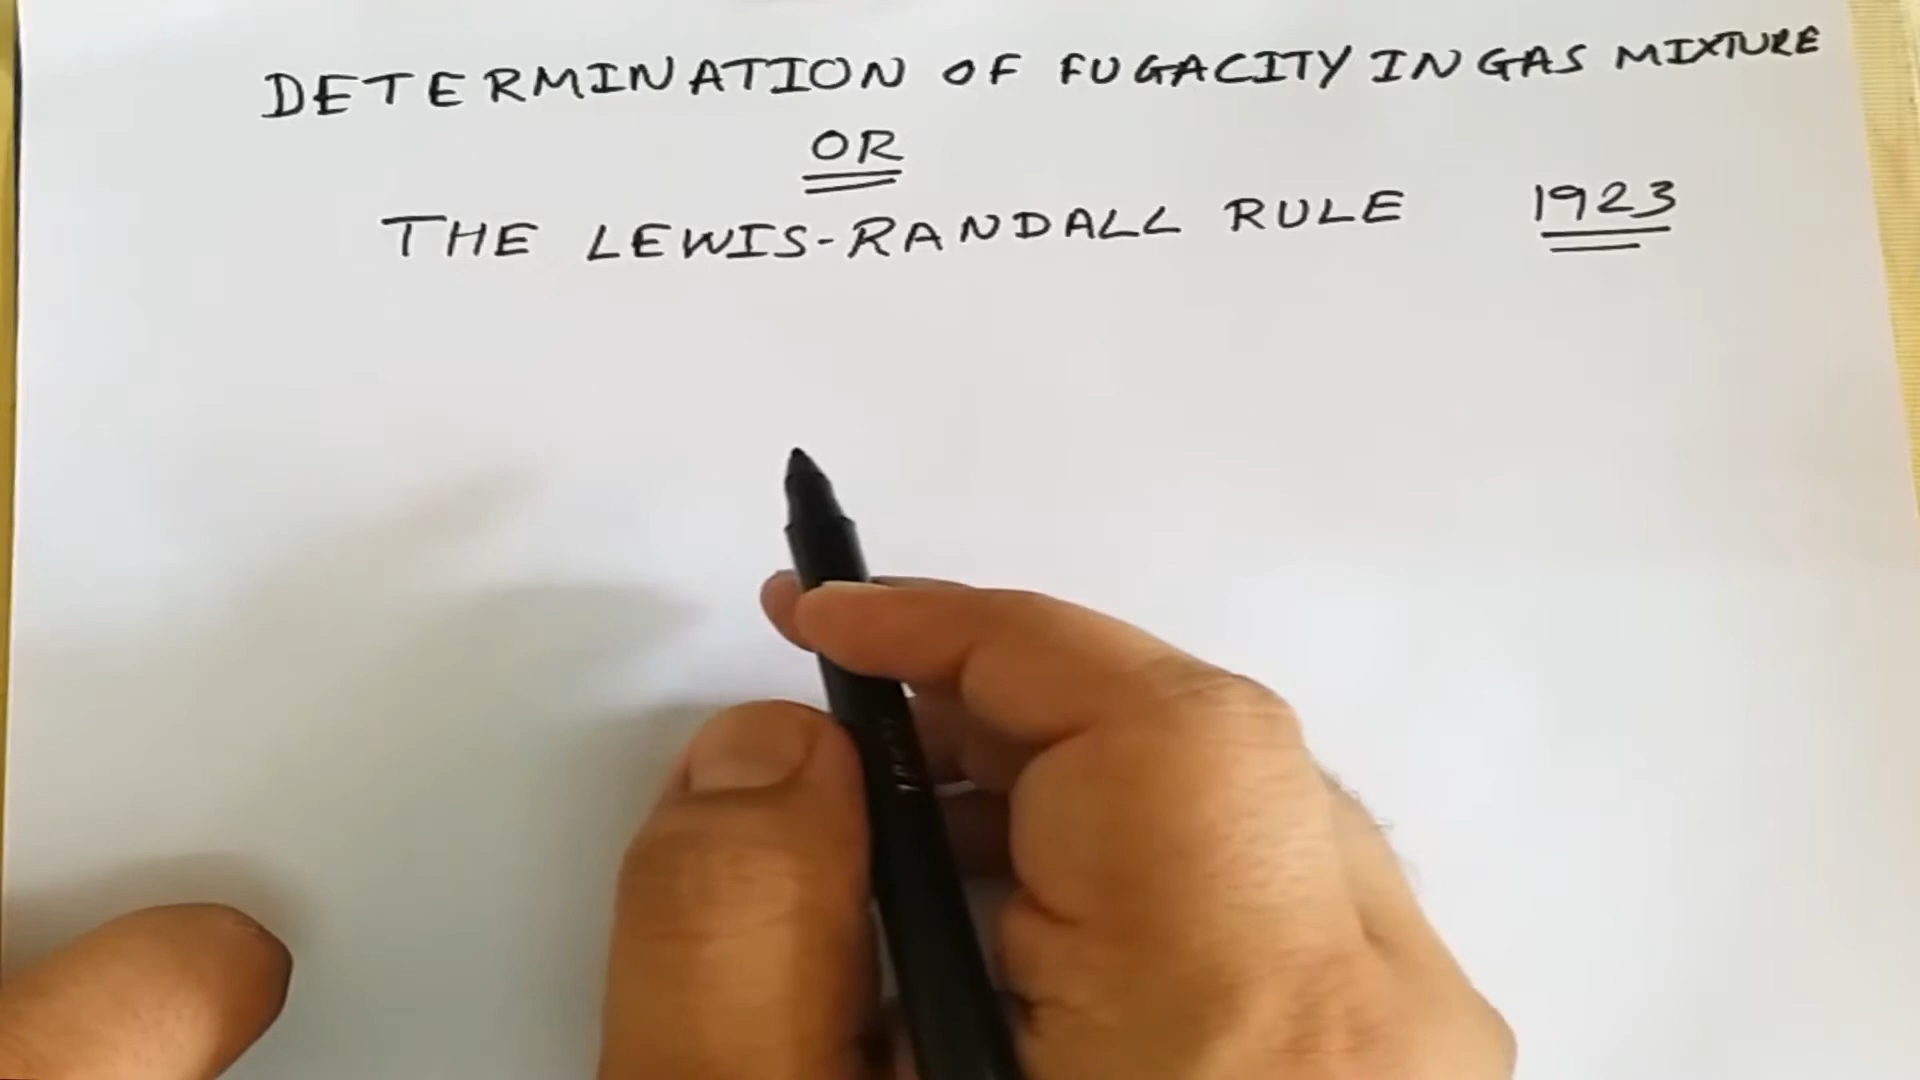 DETERMINATION OF FUGACITY IN GAS MIXTURE
OR
THE LEWIS-RANDALL RULE 1923